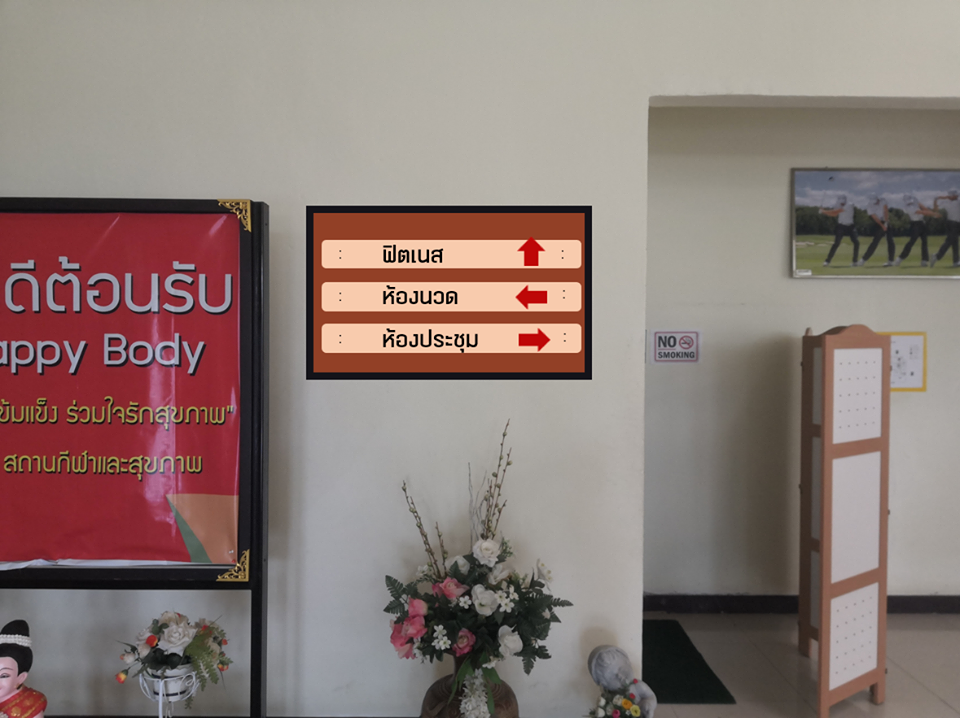 ดีต้อนรับ
appy Body
ข้มแข็ง ร่วมใจรักสุขภาพ"
สถานกีฬาและสุขภาพ
: ฟิตเนส :
: ห้องนวด :
: ห้องประชุม :
NO
SMOKING